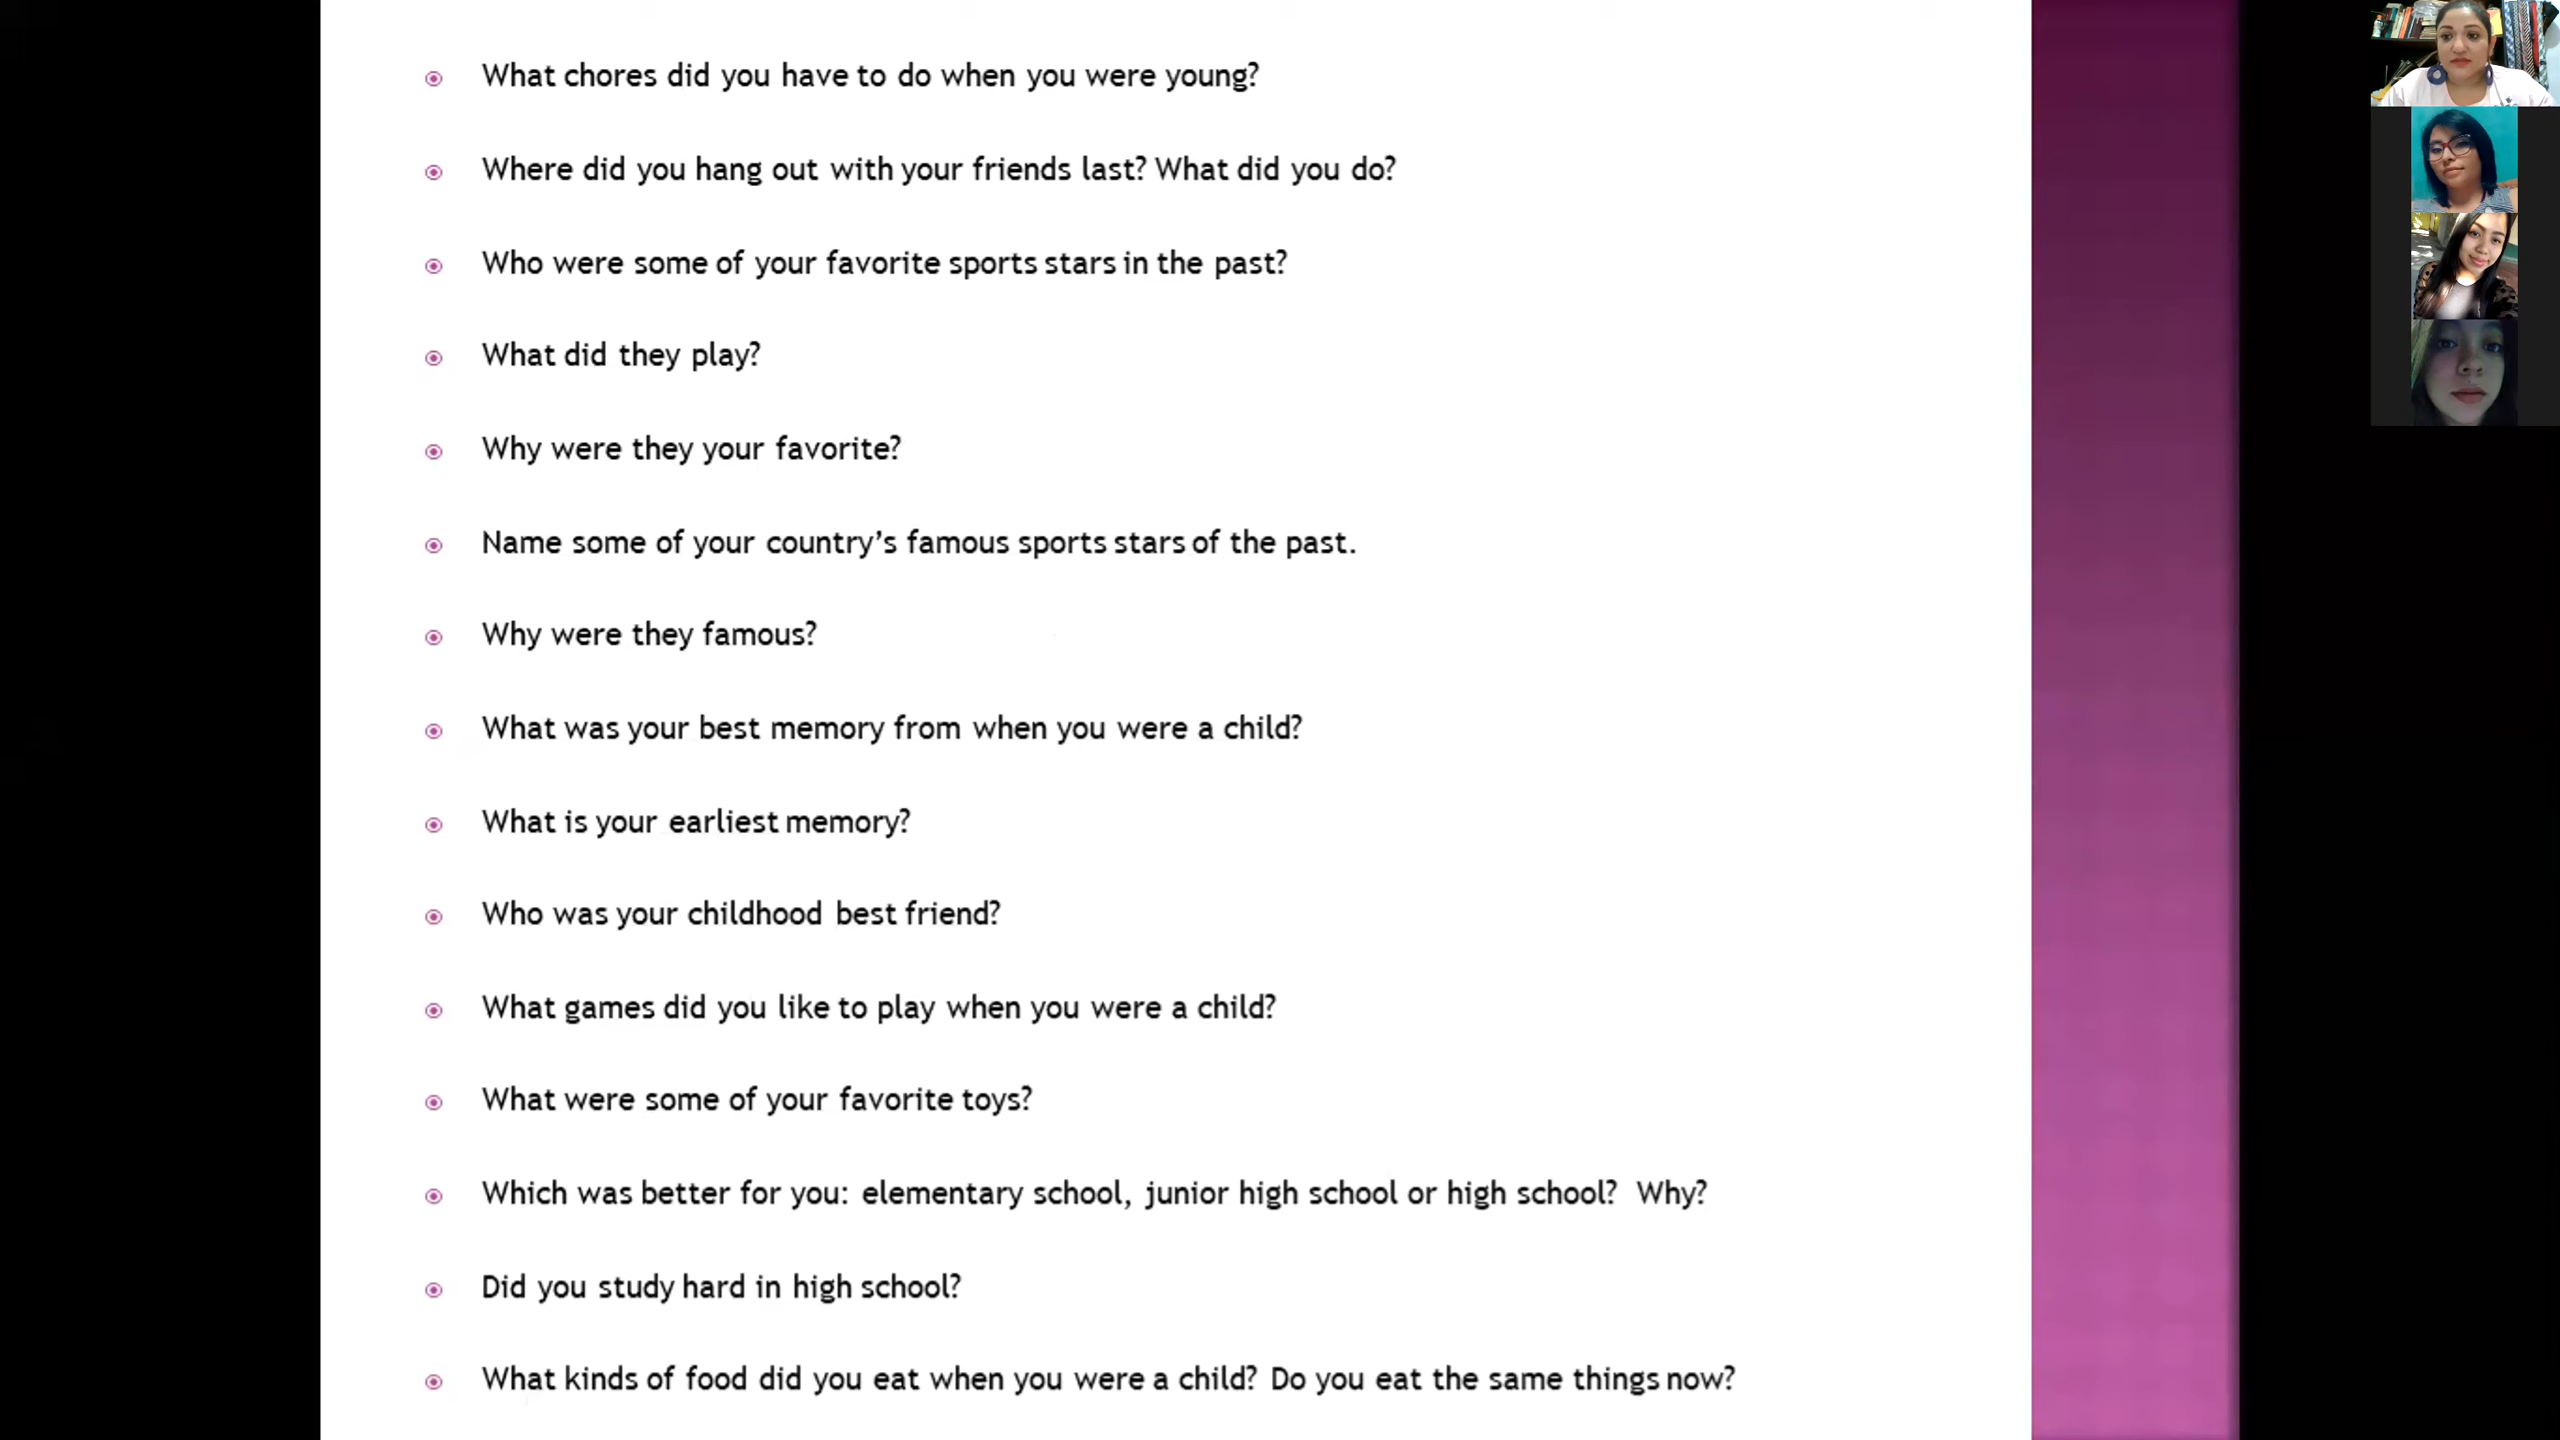 What chores did you have to do when you were young?
Where did you hang out with your friends last? What did you do?
Who were some of your favorite sports stars in the past?
What did they play?
Why were they your favorite?
Name some of your country’s famous sports stars of the past.
Why were they famous?
What was your best memory from when you were a child?
What is your earliest memory?
Who was your childhood best friend?
What games did you like to play when you were a child?
What were some of your favorite toys?
Which was better for you: elementary school, junior high school or high school?  Why?
Did you study hard in high school?
What kinds of food did you eat when you were a child? Do you eat the same things now?